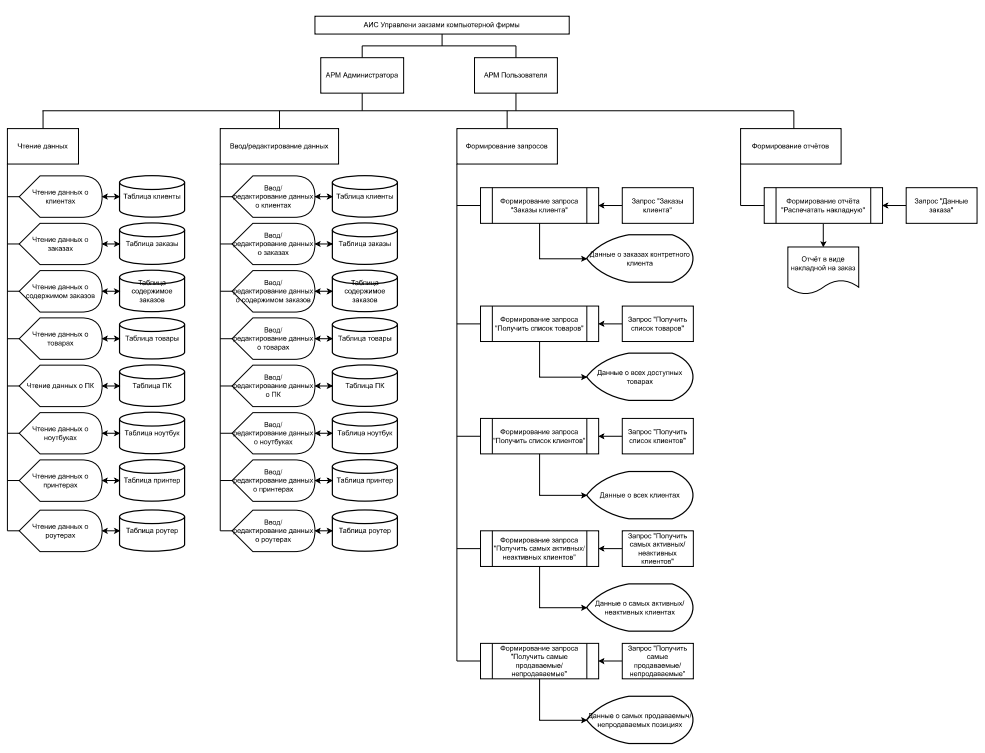 АИС Управлени закзами компьютерной фирмы
АРМ Администратора
АРМ Пользователя
Чтение данных
Ввод/редактирование данных
Формирование запросов
Формирование отчётов
Чтение данных о
клиентах
Таблица клиенты
Чтение данных о
заказах
Таблица заказы
Чтение данных о
содержимом заказов
Таблица
содержимое
заказов
Чтение данных о
товарах
Таблица товары
Чтение данных о ПК
Таблица ПК
Чтение данных о
ноутбуках
Таблица ноутбук
Чтение данных о
принтерах
Таблица принтер
Чтение данных о
роутерах
Таблица роутер
Ввод/
редактирование данных
о клиентах
Таблица клиенты
Ввод/
редактирование данных
о заказах
Таблица заказы
Ввод/
редактирование данных
о содержимом заказов
Таблица
содержимое
заказов
Ввод/
редактирование данных
о товарах
Таблица товары
Ввод/
редактирование данных
о ПК
Таблица ПК
Ввод/
редактирование данных
о ноутбуках
Таблица ноутбук
Ввод/
редактирование данных
о принтерах
Таблица принтер
Ввод/
редактирование данных
о роутерах
Таблица роутер
Формирование запроса
"Заказы клиента"
Запрос "Заказы
клиента"
Данные о заказах контретного
клиента
Формирование запроса
"Получить список товаров"
Запрос "Получить
список товаров"
Данные о всех доступных
товарах
Формирование запроса
"Получить список клиентов"
Запрос "Получить
список клиентов"
Данные о всех клиентах
Формирование запроса
"Получить самых активных/
неактивных клиентов"
Запрос "Получить
самых активных/
неактивных
клиентов"
Данные о самых активных/
неактивных клиентах
Формирование запроса
"Получить самые
продаваемые/
непродаваемые"
Запрос "Получить
самые
продаваемые/
непродаваемые"
Данные о самых продаваемыч/
непродаваемых позициях
Формирование отчёта
"Распечатать накладную"
Запрос "Данные
заказа"
Отчёт в виде
накладной на заказ